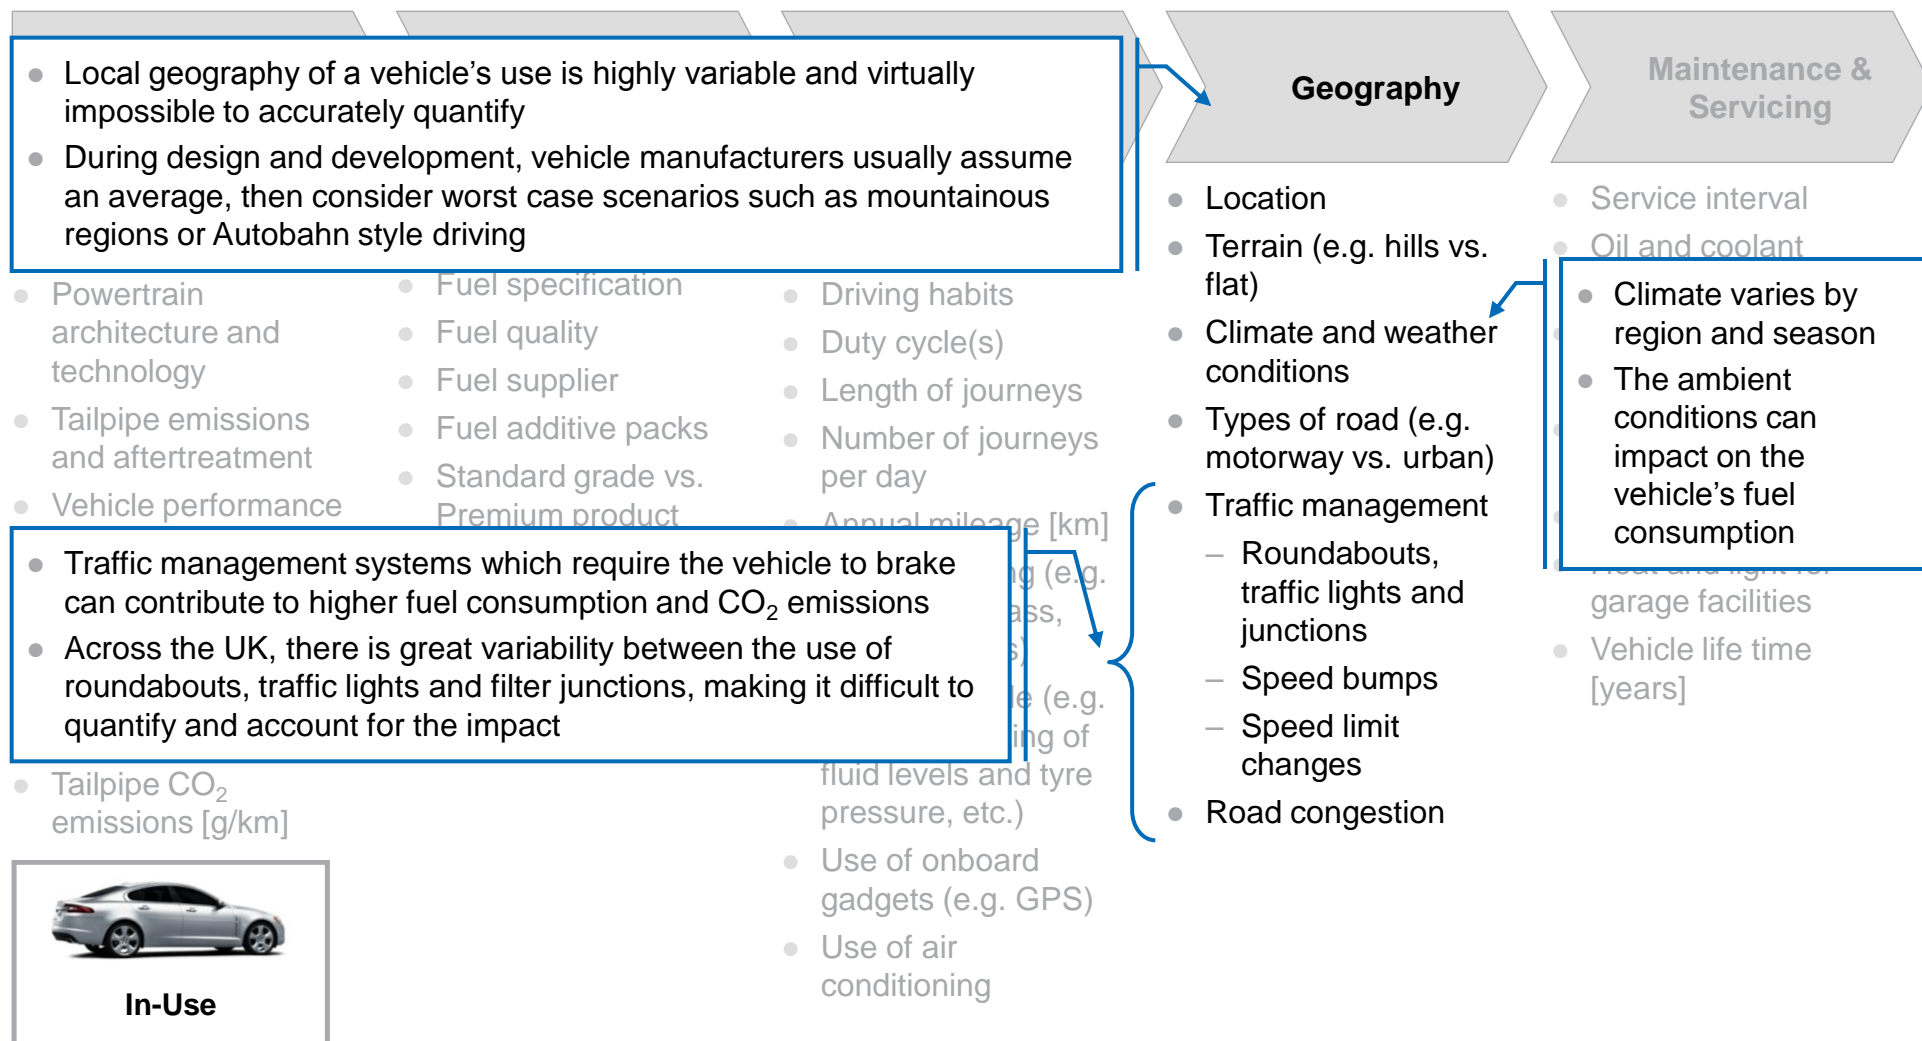 ● Local geography of a vehicle’s use is highly variable and virtually
impossible to accurately quantify
● During design and development, vehicle manufacturers usually assume
an average, then consider worst case scenarios such as mountainous
regions or Autobahn style driving
● Powertrain
architecture and
technology
● Tailpipe emissions
and aftertreatment
● Vehicle performance
● Traffic management systems which require the vehicle to brake
can contribute to higher fuel consumption and CO₂ emissions
● Across the UK, there is great variability between the use of
roundabouts, traffic lights and filter junctions, making it difficult to
quantify and account for the impact
● Tailpipe CO₂
emissions [g/km]
In-Use
● Fuel specification
● Fuel quality
● Fuel supplier
● Fuel additive packs
● Standard grade vs.
Premium product
● Driving habits
● Duty cycle(s)
● Length of journeys
● Number of journeys
per day
● Annual mileage [km]
(e.g.
(e.g.
of
fluid levels and tyre
pressure, etc.)
● Use of onboard
gadgets (e.g. GPS)
● Use of air
conditioning
Geography
● Location
● Terrain (e.g. hills vs.
flat)
● Climate and weather
conditions
● Types of road (e.g.
motorway vs. urban)
● Traffic management
– Roundabouts,
traffic lights and
junctions
– Speed bumps
– Speed limit
changes
● Road congestion
Maintenance &
Servicing
● Service interval
● Oil and coolant
● Climate varies by
region and season
● The ambient
conditions can
impact on the
vehicle’s fuel
consumption
● Heat and light for
garage facilities
● Vehicle life time
[years]